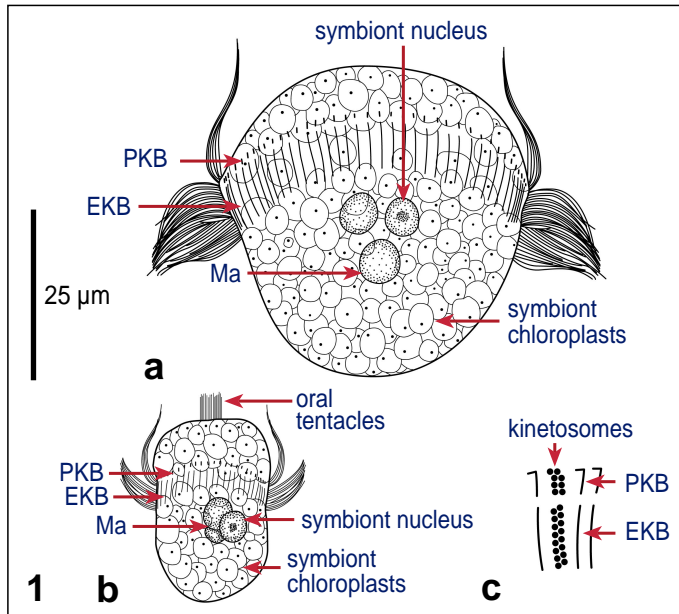 symbiont nucleus
PKB
EKB
Ma
25 µm
symbiont
chloroplasts
a
oral
tentacles
PKB
EKB
Ma
symbiont nucleus
symbiont
chloroplasts
1
b
kinetosomes
PKB
EKB
c